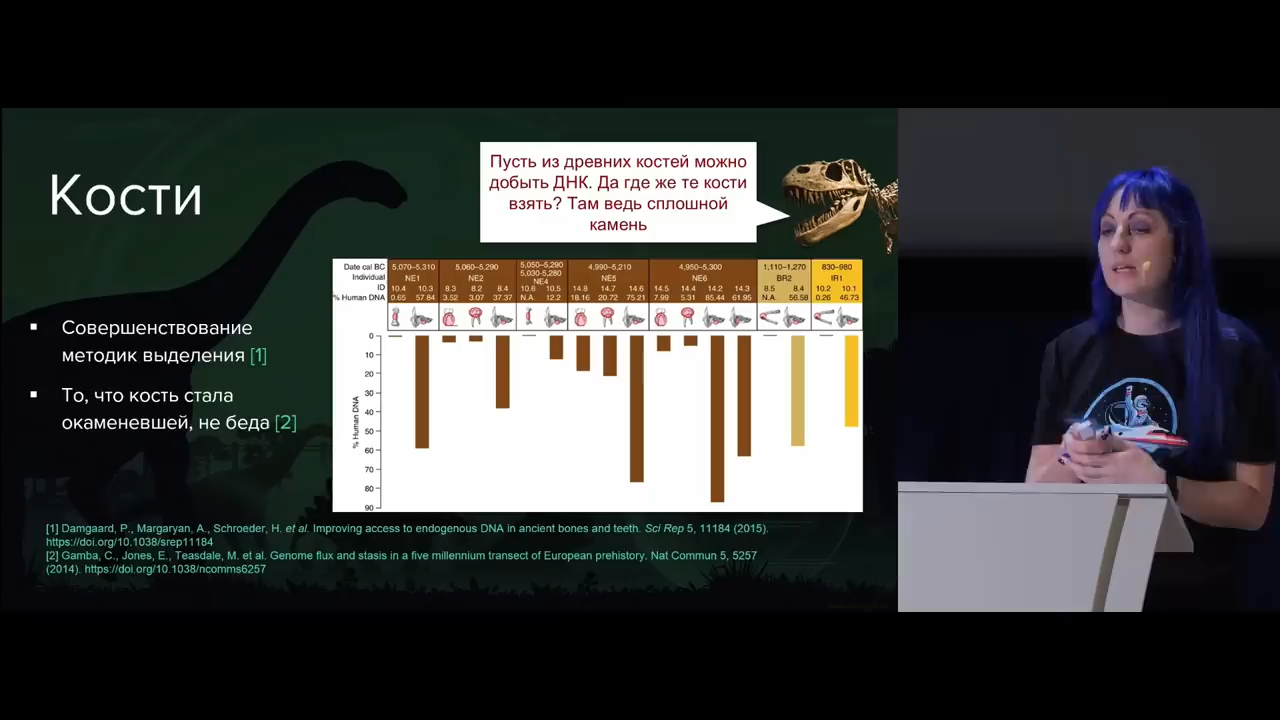 Кости
Пусть из древних костей можно
добыть ДНК. Да где же те кости
взять? Там ведь сплошной
камень
▪ Совершенствование
методик выделения [1]
▪ То, что кость стала
окаменевшей, не беда [2]
Date cal BC 5,070–5,310 5,060–5,290 5,050–5,290 4,990–5,210 4,950–5,300 1,110–1,270 830–980
5,030-5,280
Individual NE1 NE2 NE4 NE5 NE6 BR2 IR1
ID 10.4 10.3 8.3 8.2 8.4 10.6 10.5 14.8 14.7 14.6 14.5 14.4 14.2 14.3 8.5 8.4 10.2 10.1
% Human DNA 0.65 57.84 3.52 3.07 37.37 N.A. 12.2 18.16 20.72 75.21 7.99 5.31 85.44 61.95 N.A. 56.58 0.26 46.73
% Human DNA
0
10
20
30
40
50
60
70
80
90
[1] Damgaard, P., Margaryan, A., Schroeder, H. et al. Improving access to endogenous DNA in ancient bones and teeth. Sci Rep 5, 11184 (2015).
https://doi.org/10.1038/srep11184
[2] Gamba, C., Jones, E., Teasdale, M. et al. Genome flux and stasis in a five millennium transect of European prehistory. Nat Commun 5, 5257
(2014). https://doi.org/10.1038/ncomms6257